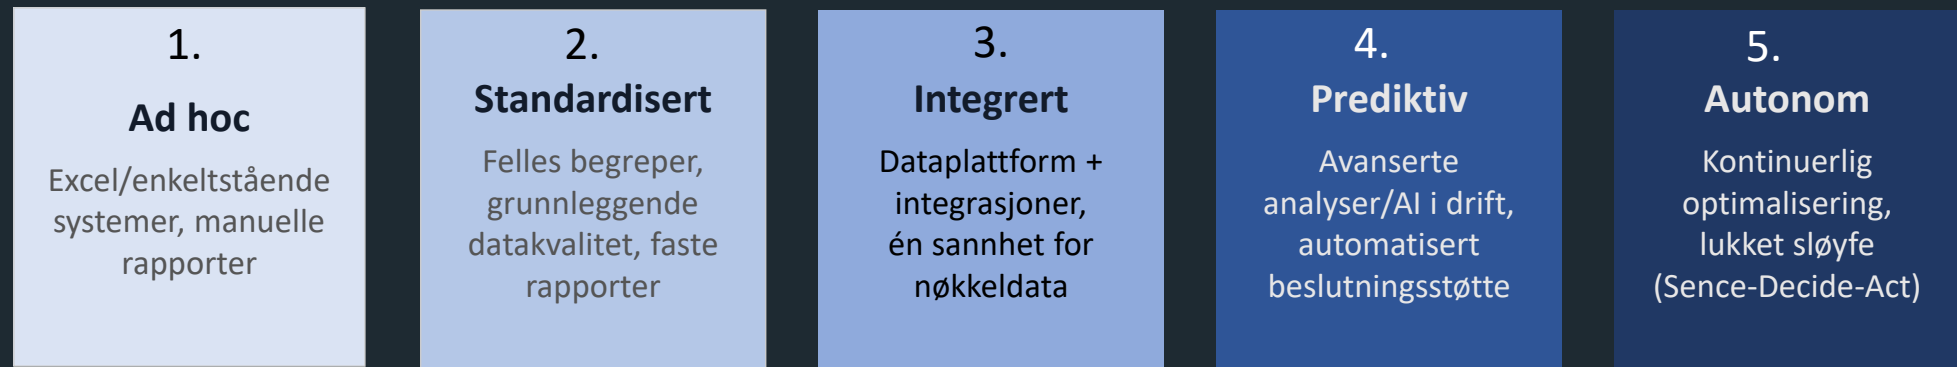 1.
Ad hoc
Excel/enkeltstående
systemer, manuelle
rapporter
2.
Standardisert
Felles begreper,
grunnleggende
datakvalitet, faste
rapporter
3.
Integrert
Dataplattform +
integrasjoner,
én sannhet for
nøkkeldata
4.
Prediktiv
Avanserte
analyser/AI i drift,
automatisert
beslutningsstøtte
5.
Autonom
Kontinuerlig
optimalisering,
lukket sløyfe
(Sence-Decide-Act)